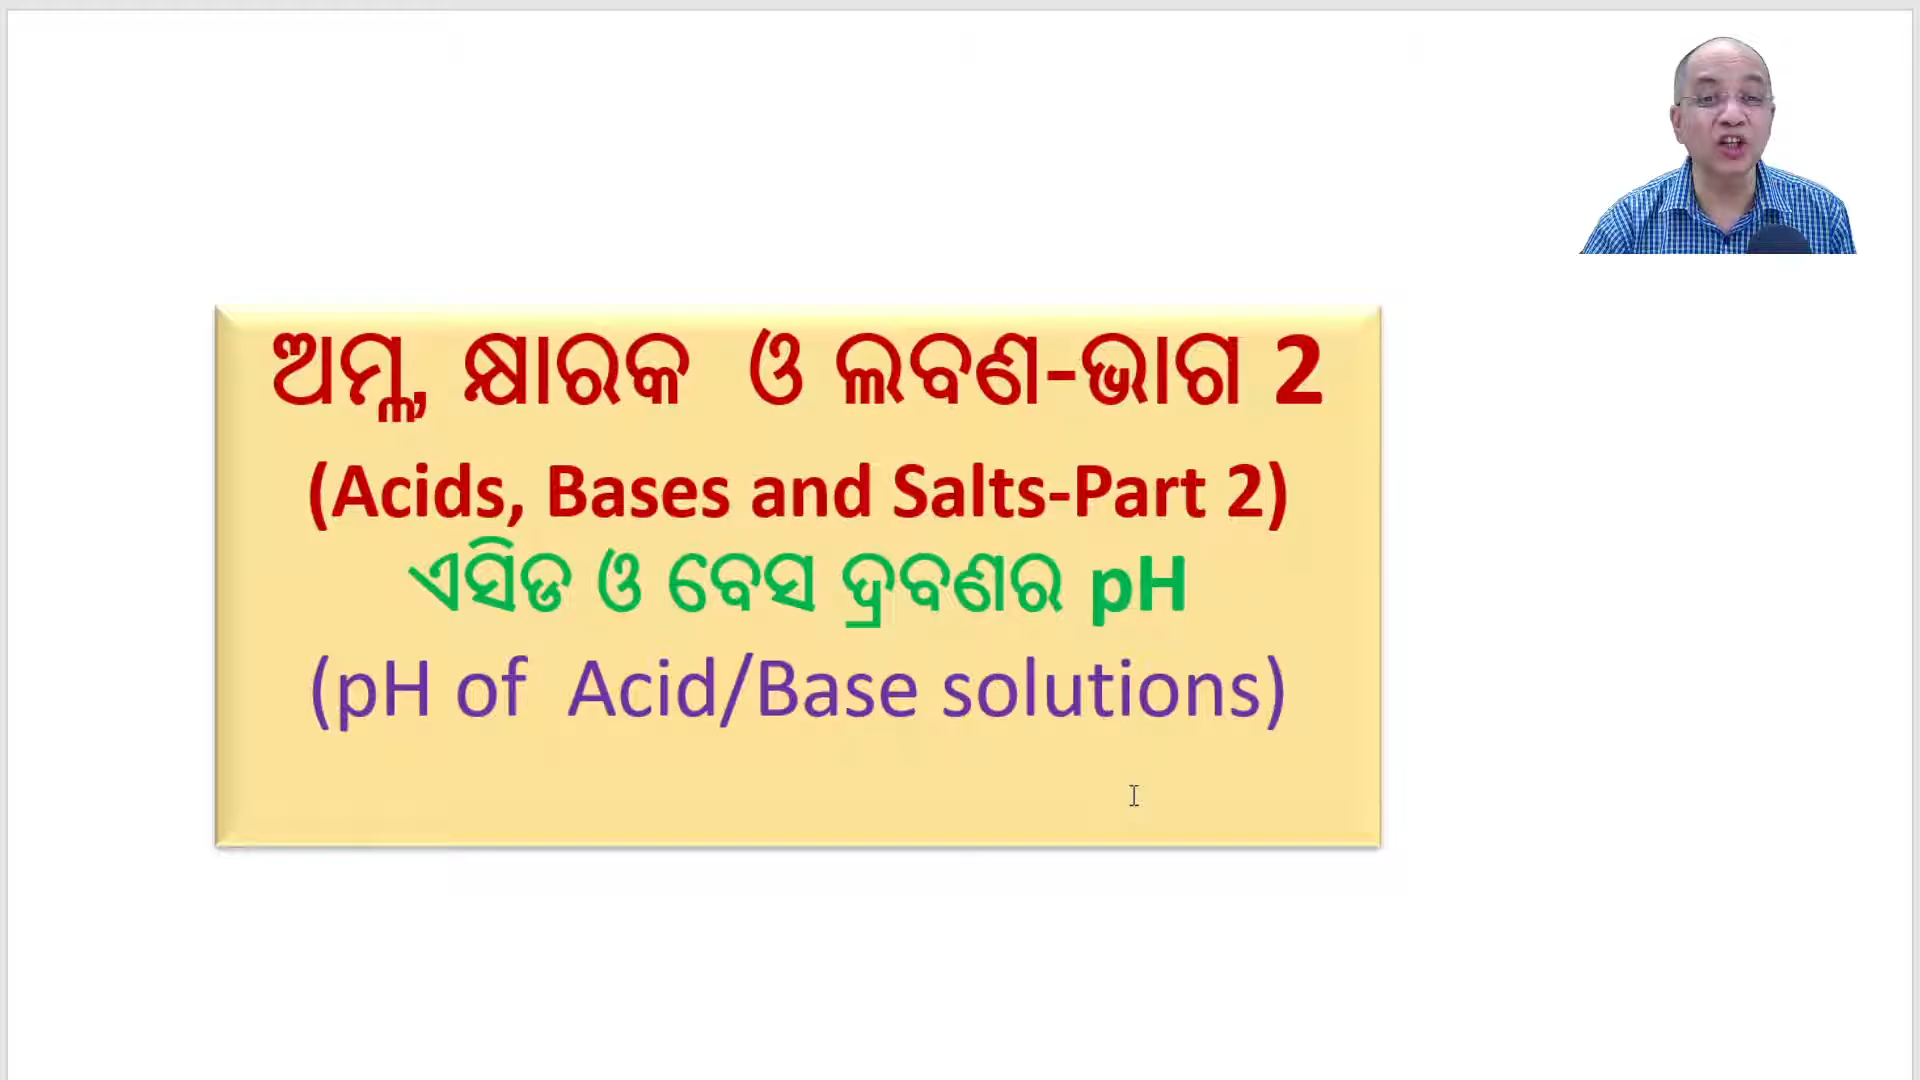 ଅମ୍ଳ, କ୍ଷାରକ ଓ ଲବଣ-ଭାଗ 2
(Acids, Bases and Salts-Part 2)
ଏସିଡ ଓ ବେସ ଦ୍ରବଣର pH
(pH of Acid/Base solutions)